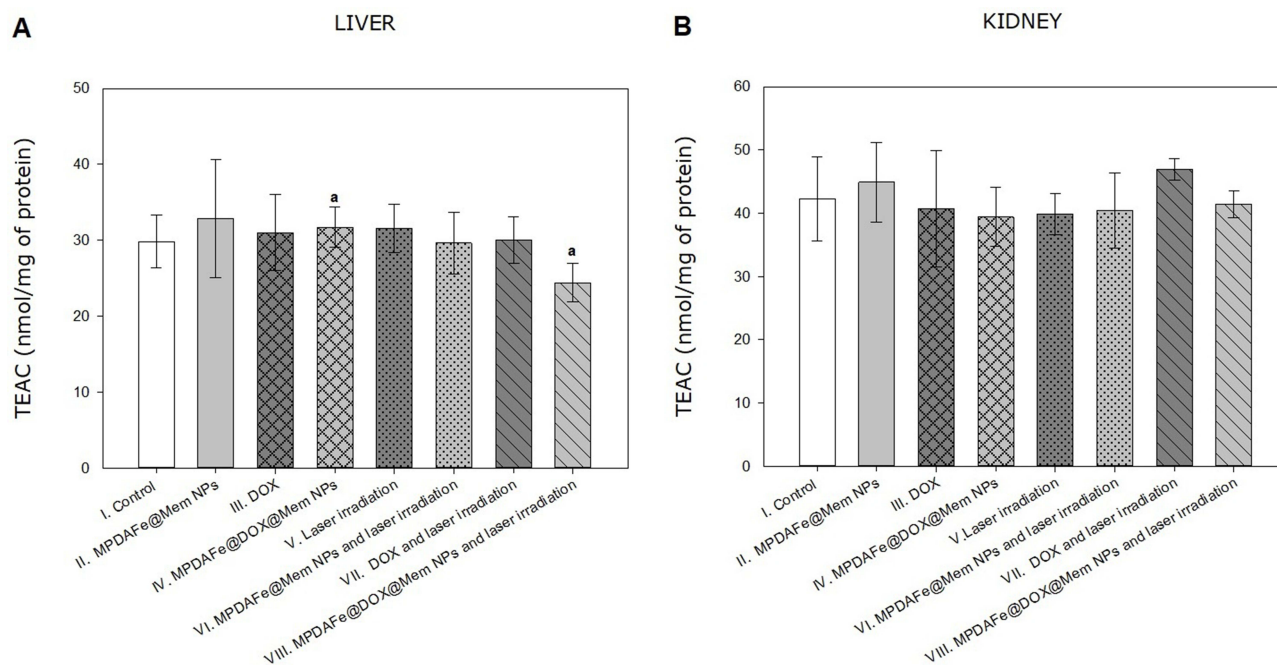 A
LIVER
TEAC (nmol/mg of protein)
50
40
30
20
10
0
a
a
I. Control
II. MPDAFe@Mem NPs
III. DOX
IV. MPDAFe@DOX@Mem NPs
V. Laser irradiation
VI. MPDAFe@Mem NPs and laser irradiation
VII. DOX and laser irradiation
VIII. MPDAFe@DOX@Mem NPs and laser irradiation
B
KIDNEY
TEAC (nmol/mg of protein)
60
50
40
30
20
10
0
I. Control
II. MPDAFe@Mem NPs
III. DOX
IV. MPDAFe@DOX@Mem NPs
V.Laser irradiation
VI. MPDAFe@Mem NPs and laser irradiation
VII. DOX and laser irradiation
VIII. MPDAFe@DOX@Mem NPs and laser irradiation